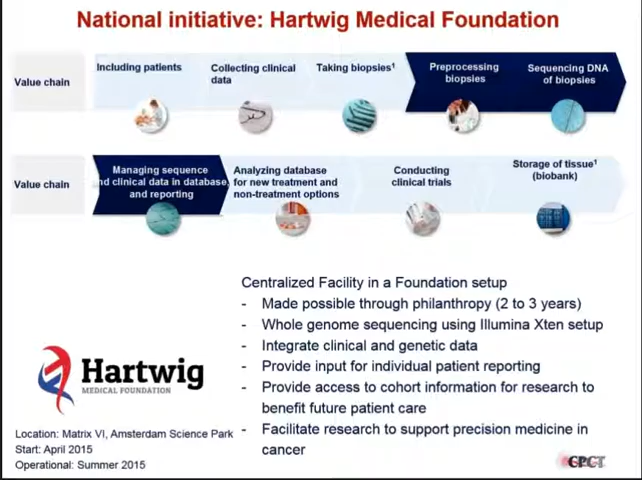 National initiative: Hartwig Medical Foundation
Value chain
Including patients
Collecting clinical
data
Taking biopsies¹
Preprocessing
biopsies
Sequencing DNA
of biopsies
Value chain
Managing sequence
and clinical data in database,
and reporting
Analyzing database
for new treatment and
non-treatment options
Conducting
clinical trials
Storage of tissue¹
(biobank)
Centralized Facility in a Foundation setup
- Made possible through philanthropy (2 to 3 years)
- Whole genome sequencing using Illumina Xten setup
- Integrate clinical and genetic data
- Provide input for individual patient reporting
- Provide access to cohort information for research to
benefit future patient care
- Facilitate research to support precision medicine in
cancer
Hartwig
MEDICAL FOUNDATION
Location: Matrix VI, Amsterdam Science Park
Start: April 2015
Operational: Summer 2015
CPCT